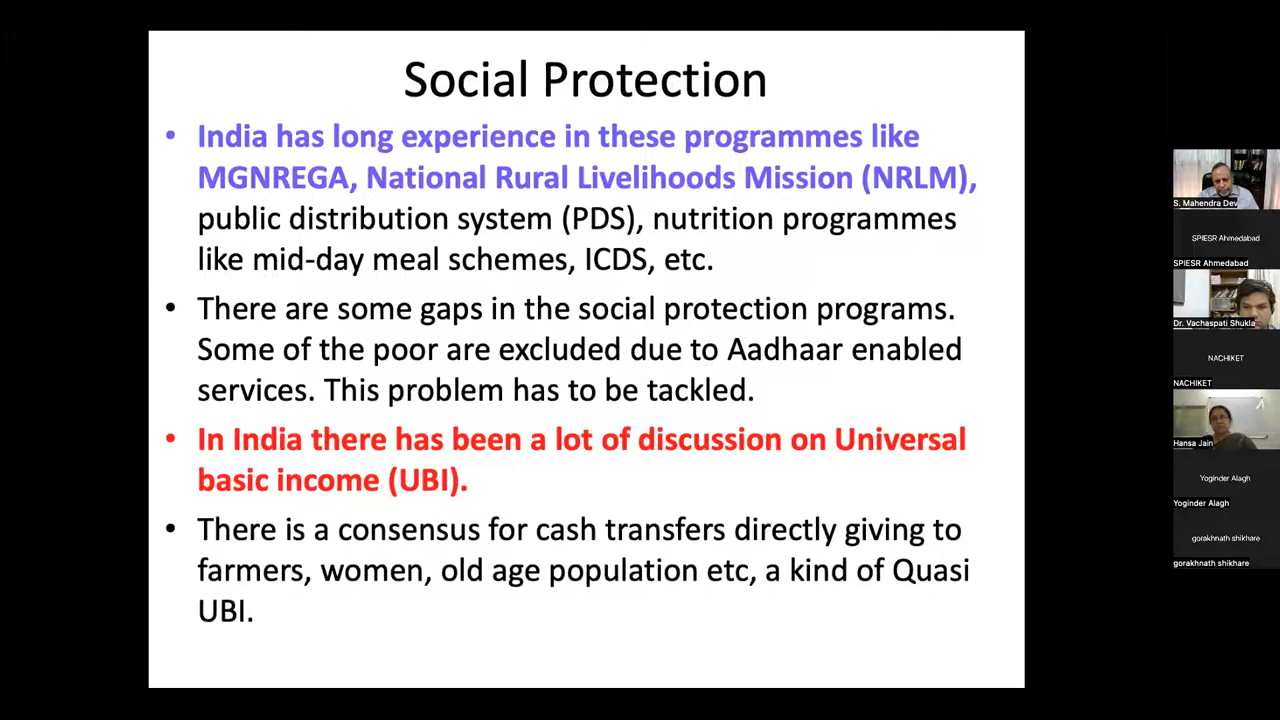 Social Protection
• India has long experience in these programmes like
MGNREGA, National Rural Livelihoods Mission (NRLM),
public distribution system (PDS), nutrition programmes
like mid-day meal schemes, ICDS, etc.
• There are some gaps in the social protection programs.
Some of the poor are excluded due to Aadhaar enabled
services. This problem has to be tackled.
• In India there has been a lot of discussion on Universal
basic income (UBI).
• There is a consensus for cash transfers directly giving to
farmers, women, old age population etc, a kind of Quasi
UBI.
S. Mahendra Dev
SPIESR Ahmedabad
SPIESR Ahmedabad
Dr. Vachaspati Shukla
NACHIKET
NACHIKET
Hansa Jain
Yoginder Alagh
Yoginder Alagh
gorakhnath shikhare
gorakhnath shikhare